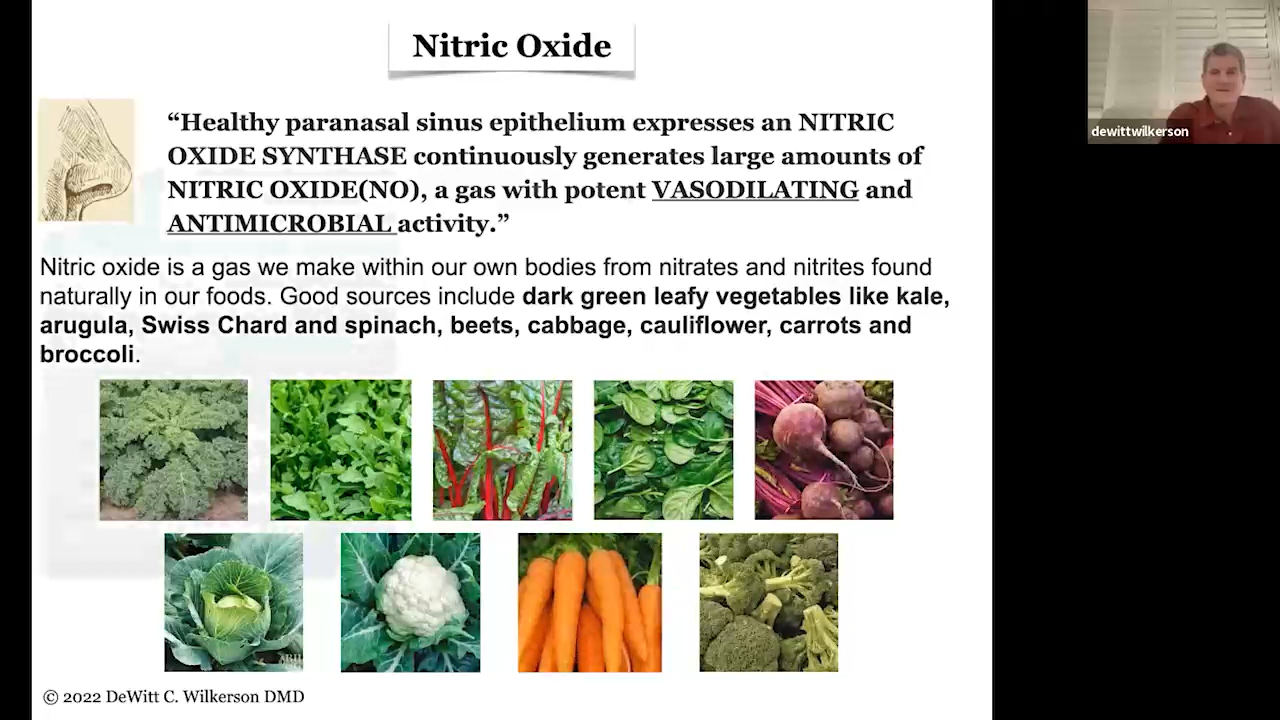 Nitric Oxide
“Healthy paranasal sinus epithelium expresses an NITRIC
OXIDE SYNTHASE continuously generates large amounts of
NITRIC OXIDE(NO), a gas with potent VASODILATING and
ANTIMICROBIAL activity.”
Nitric oxide is a gas we make within our own bodies from nitrates and nitrites found
naturally in our foods. Good sources include dark green leafy vegetables like kale,
arugula, Swiss Chard and spinach, beets, cabbage, cauliflower, carrots and
broccoli.
© 2022 DeWitt C. Wilkerson DMD
dewittwilkerson